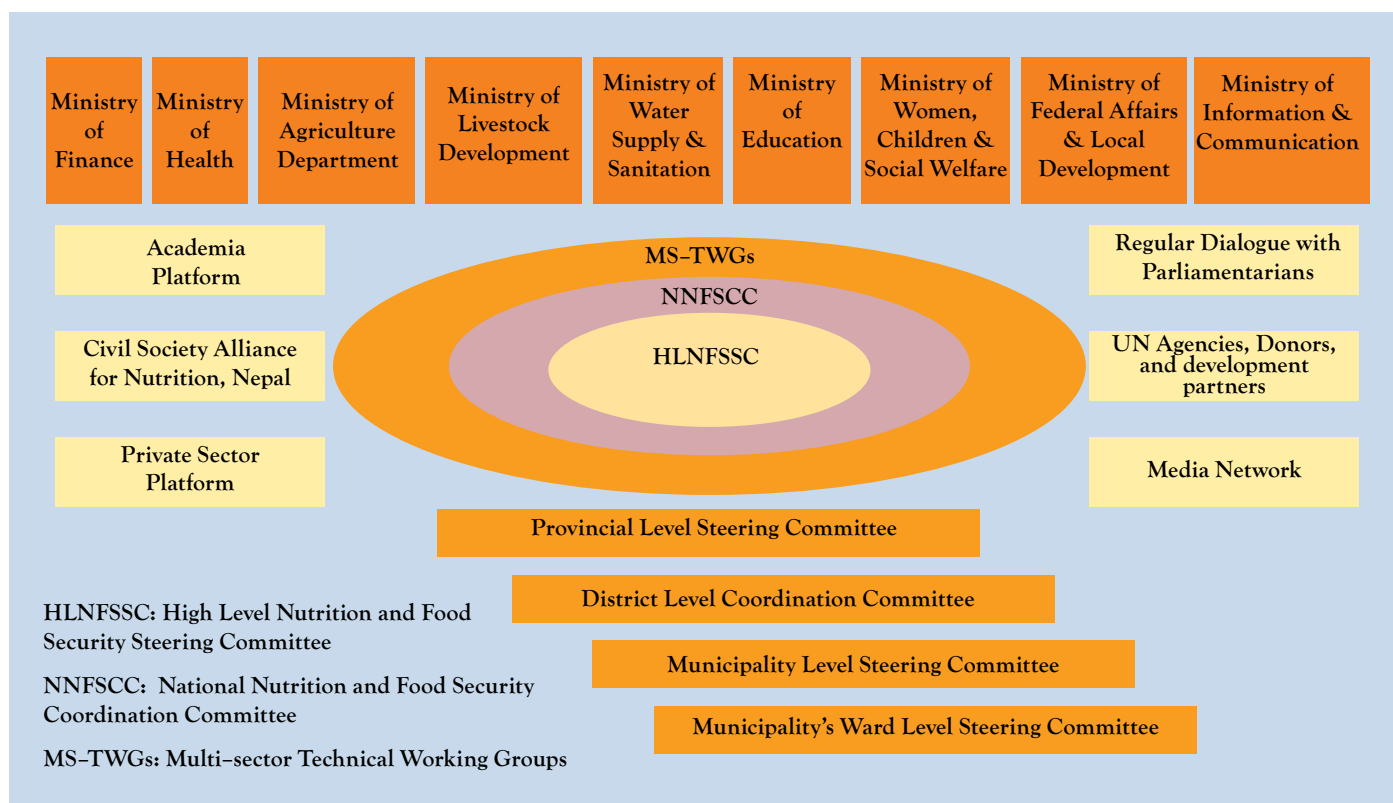 Ministry
of
Finance
Ministry
of
Health
Ministry of
Agriculture
Department
Ministry of
Livestock
Development
Ministry of
Water
Supply &
Sanitation
Ministry
of
Education
Ministry of
Women,
Children &
Social Welfare
Ministry of
Federal Affairs
& Local
Development
Ministry of
Information &
Communication
Academia
Platform
Civil Society Alliance
for Nutrition, Nepal
Private Sector
Platform
MS-TWGs
NNFSCC
HLNFSSC
Regular Dialogue with
Parliamentarians
UN Agencies, Donors,
and development
partners
Media Network
Provincial Level Steering Committee
District Level Coordination Committee
Municipality Level Steering Committee
Municipality's Ward Level Steering Committee
HLNFSSC: High Level Nutrition and Food
Security Steering Committee
NNFSCC: National Nutrition and Food Security
Coordination Committee
MS-TWGs: Multi-sector Technical Working Groups